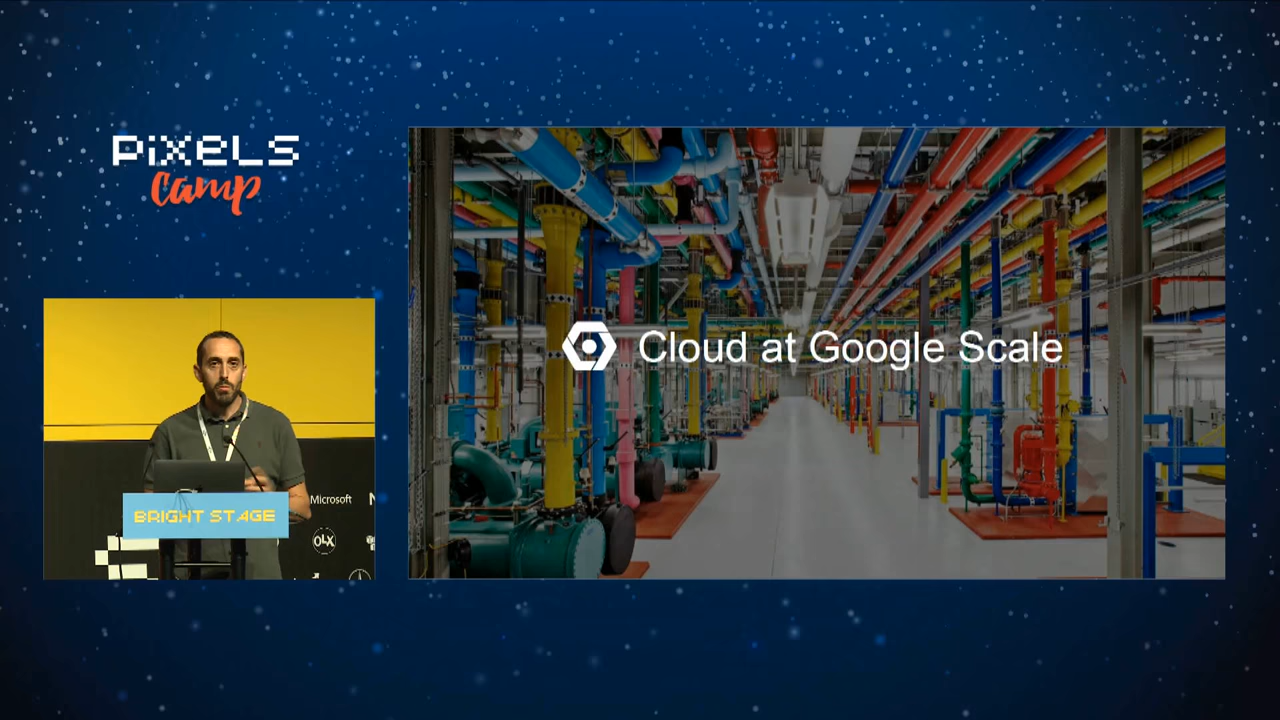 PIXELS
Camp
Cloud at Google Scale
Microsoft
BRIGHT STAGE
OLX